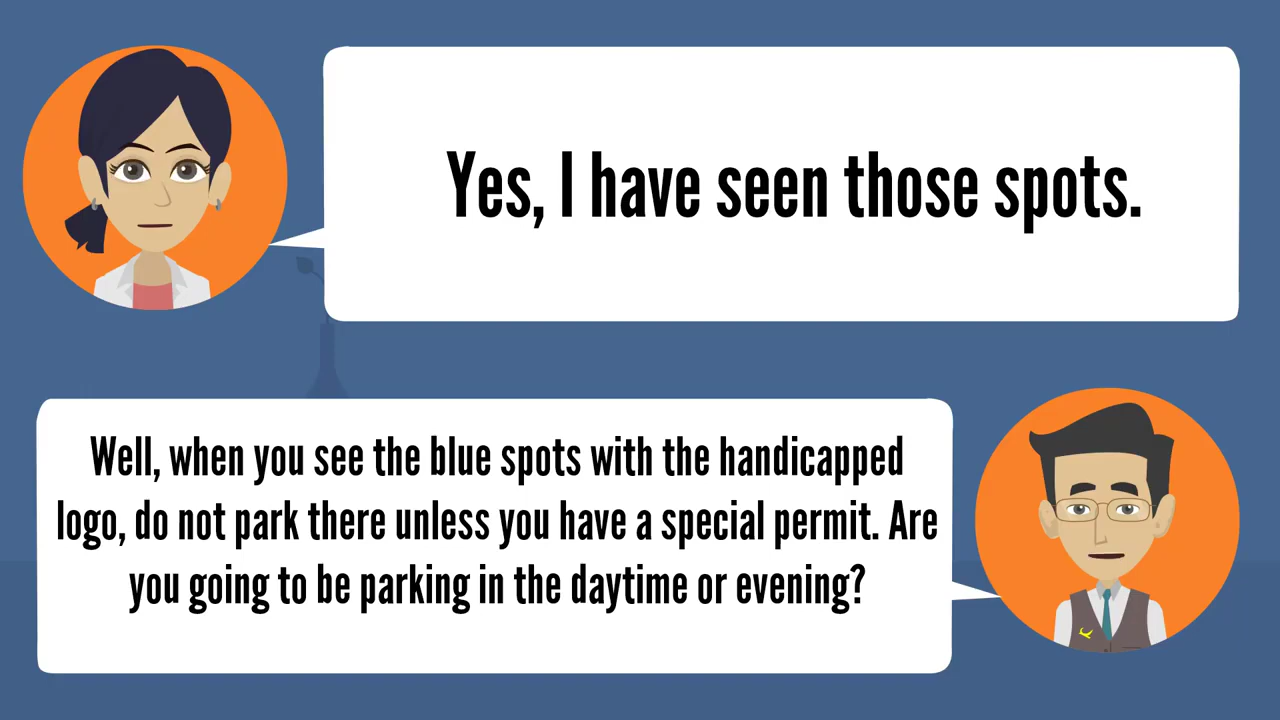 Yes, I have seen those spots.
Well, when you see the blue spots with the handicapped
logo, do not park there unless you have a special permit. Are
you going to be parking in the daytime or evening?